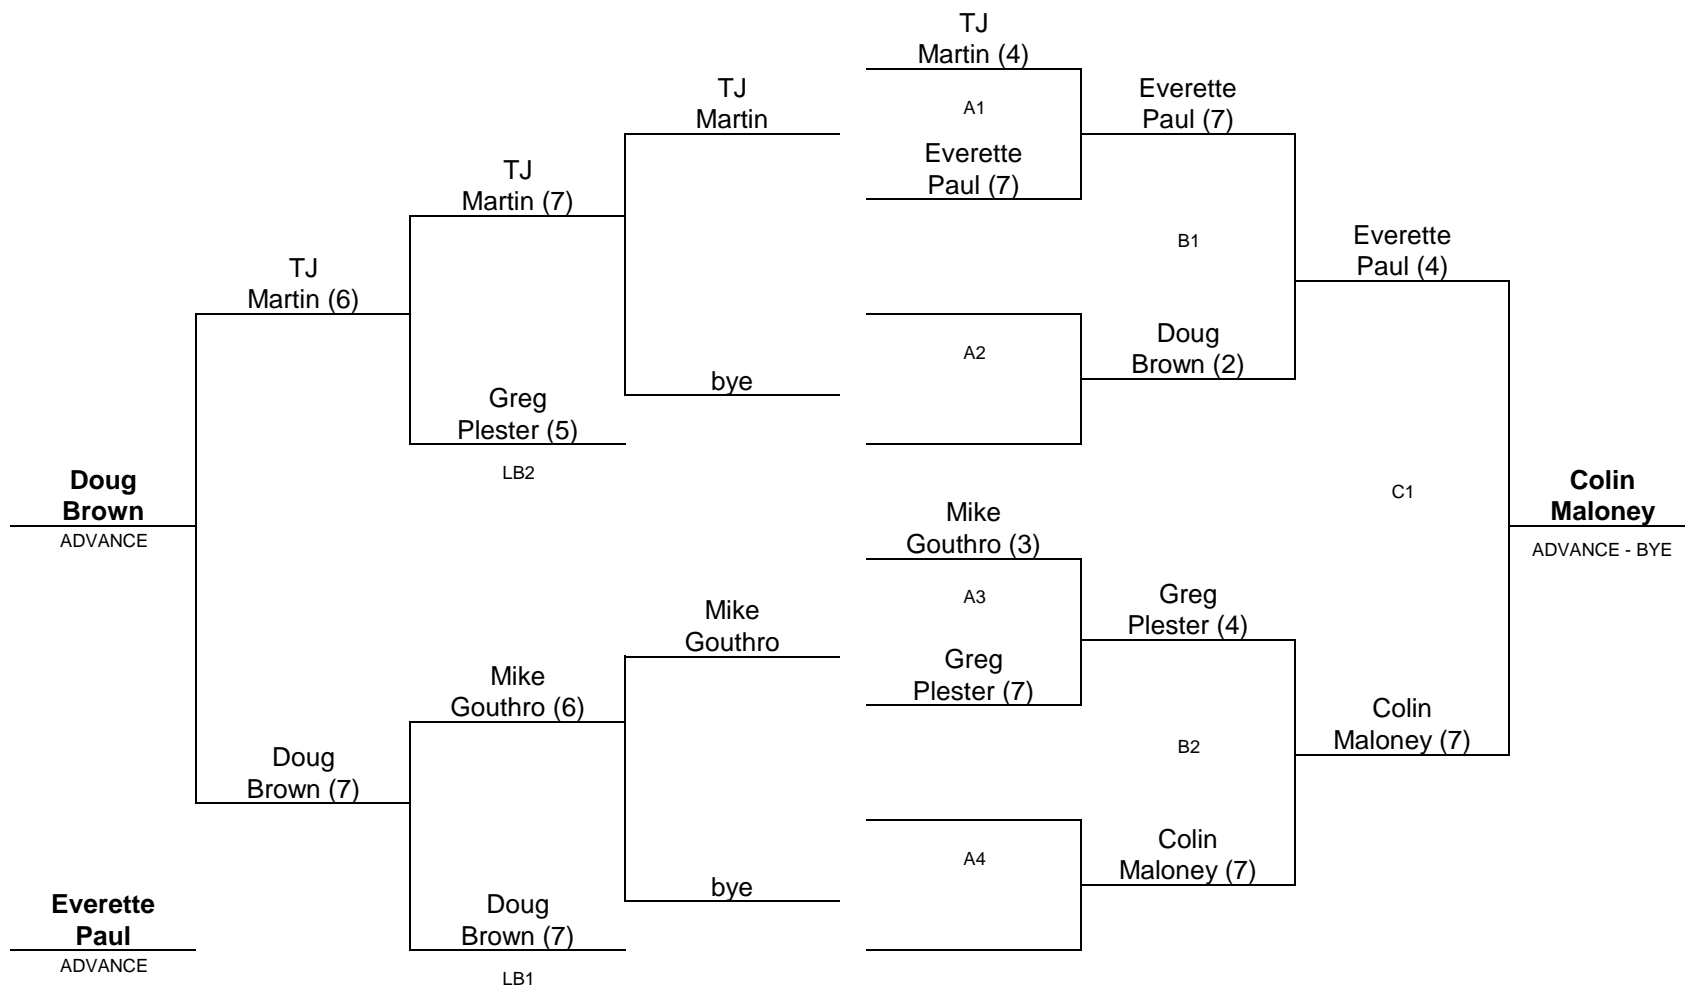 TJ
Martin (4)
A1
Everette
Paul (7)
Everette
Paul (7)
B1
A2
Doug
Brown (2)
Everette
Paul (4)
C1
Colin
Maloney
ADVANCE - BYE
Mike
Gouthro (3)
A3
Greg
Plester (7)
Greg
Plester (4)
B2
A4
Colin
Maloney (7)
Colin
Maloney (7)
TJ
Martin
bye
TJ
Martin (7)
Greg
Plester (5)
LB2
TJ
Martin (6)
Doug
Brown
ADVANCE
Mike
Gouthro
bye
Mike
Gouthro (6)
Doug
Brown (7)
LB1
Doug
Brown (7)
Everette
Paul
ADVANCE